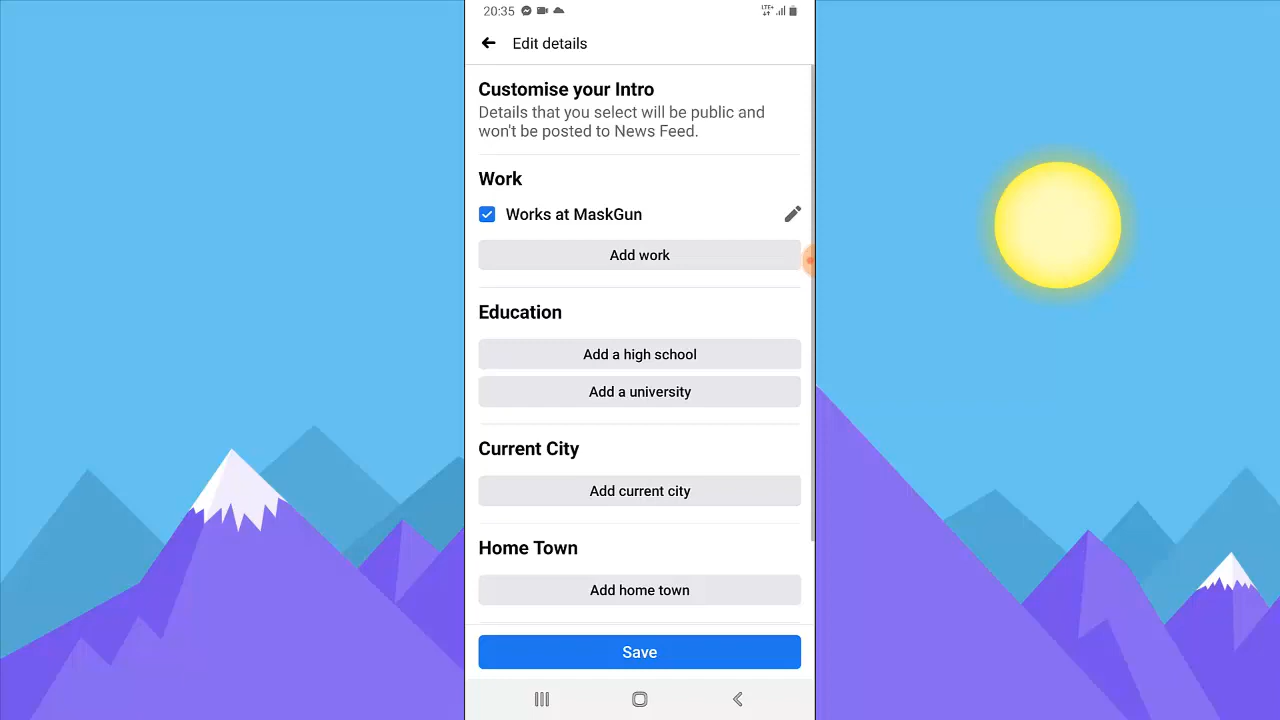 20:35
LTE+
Edit details
Customise your Intro
Details that you select will be public and
won't be posted to News Feed.
Work
Works at MaskGun
Add work
Education
Add a high school
Add a university
Current City
Add current city
Home Town
Add home town
Save